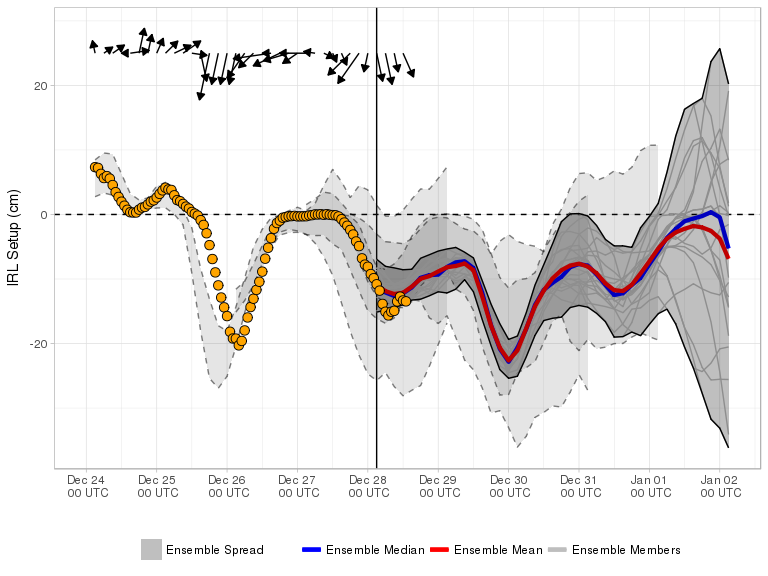 IRL Setup (cm)
20
0
-20
Dec 24 Dec 25 Dec 26 Dec 27 Dec 28 Dec 29 Dec 30 Dec 31 Jan 01 Jan 02
00 UTC 00 UTC 00 UTC 00 UTC 00 UTC 00 UTC 00 UTC 00 UTC 00 UTC 00 UTC
Ensemble Spread Ensemble Median Ensemble Mean Ensemble Members